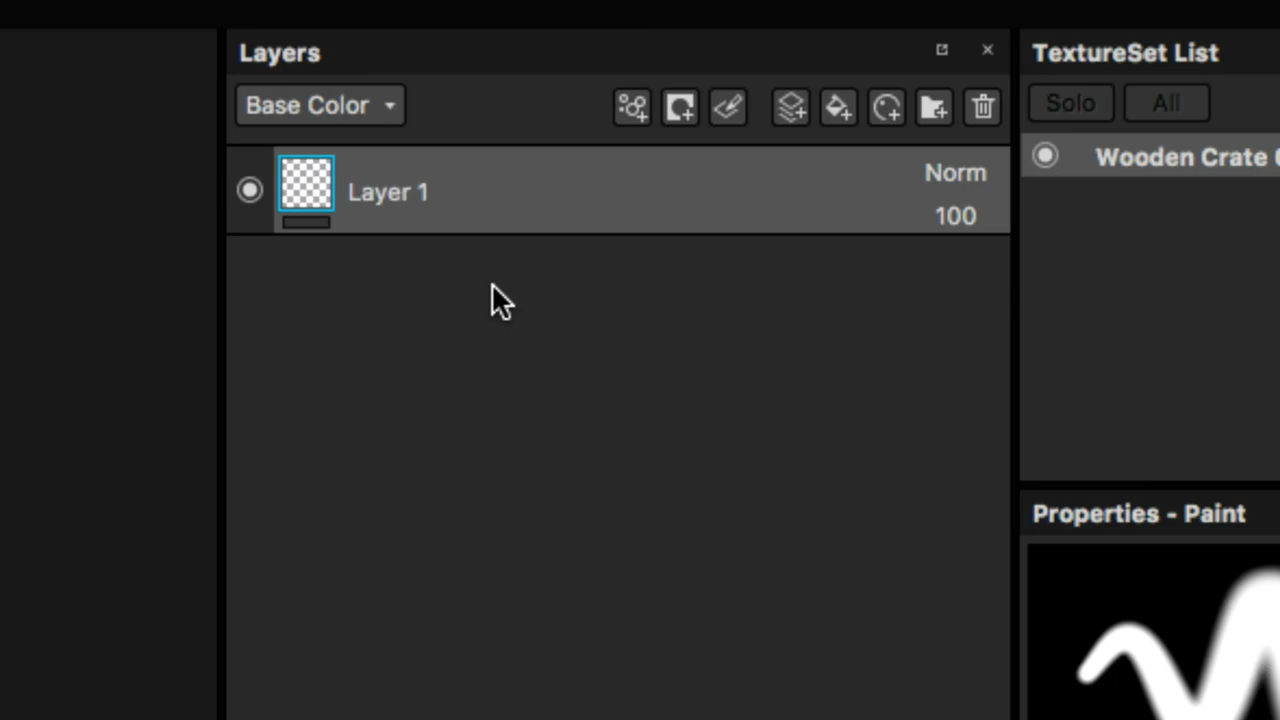 Layers
Base Color
Layer 1
Norm
100
TextureSet List
Solo
All
Wooden Crate
Properties - Paint